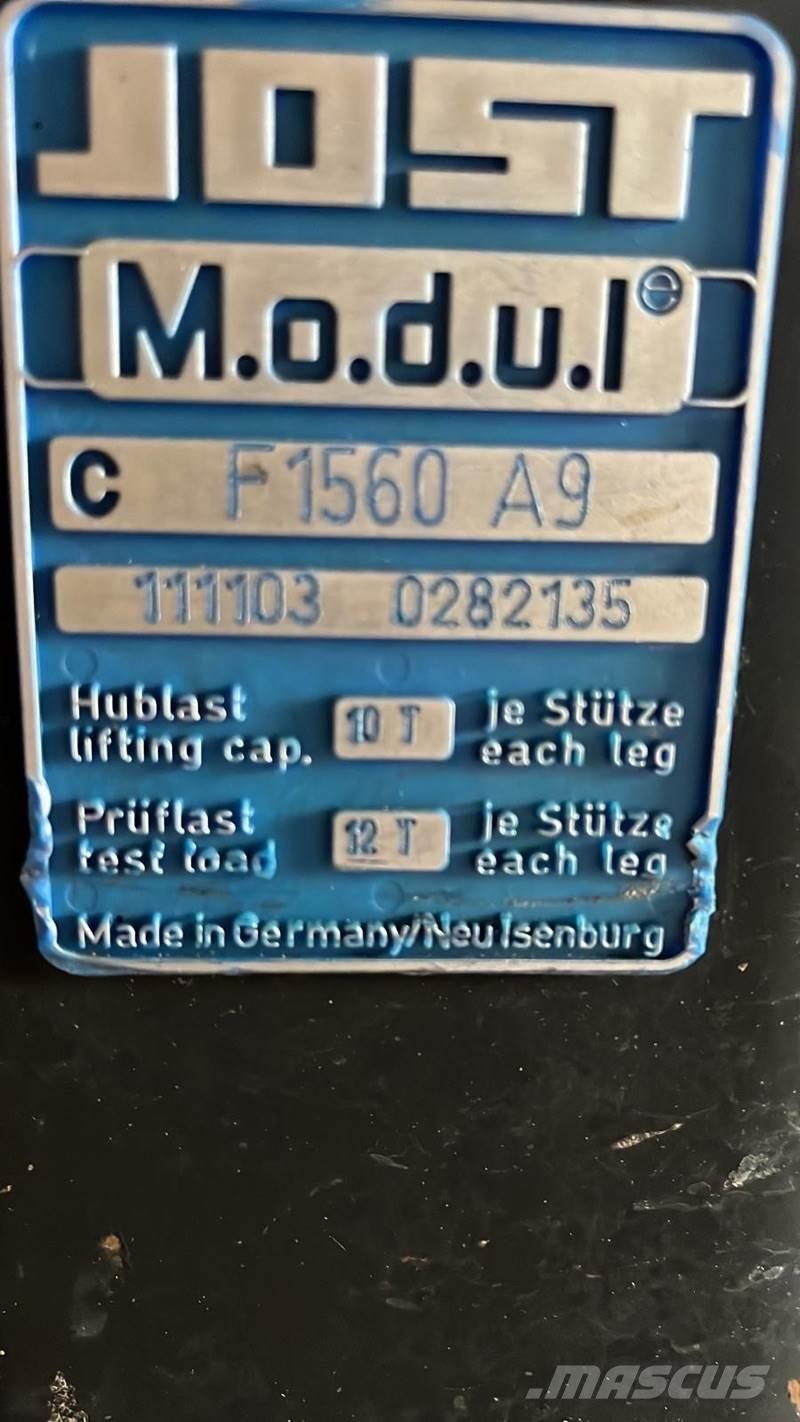 JOST
M.o.d.u.l e
C F1560 A9
111103 0282135
Hublast 10 T je Stütze
lifting cap. each leg
Prüflast 12 T je Stütze
test load each leg
Made in Germany/Neu Isenburg
.MASCUS